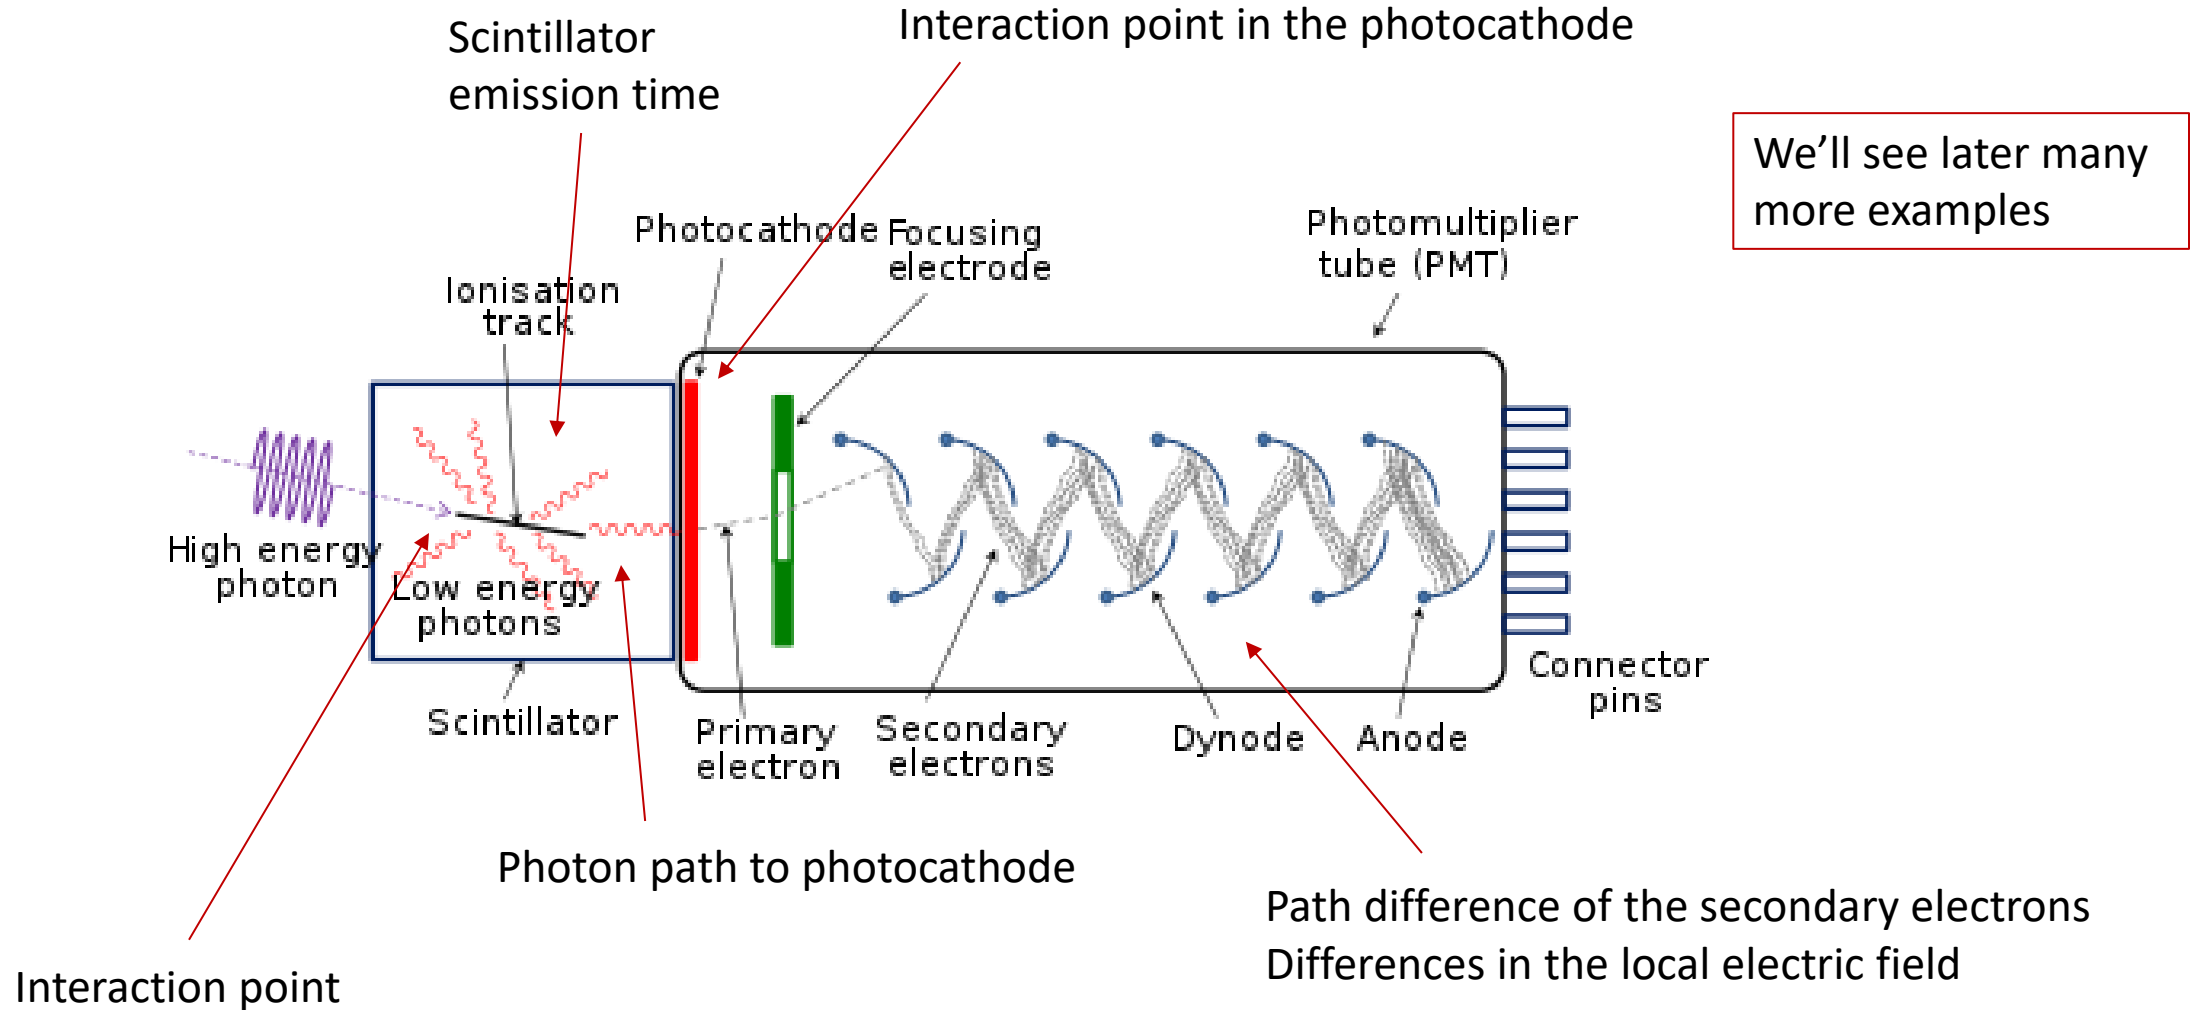 Scintillator
emission time
Interaction point in the photocathode
We’ll see later many
more examples
Photocathode
Focusing
electrode
Photomultiplier
tube (PMT)
Ionisation
track
High energy
photon
Low energy
photons
Scintillator
Primary
electron
Secondary
electrons
Dynode
Anode
Connector
pins
Photon path to photocathode
Path difference of the secondary electrons
Differences in the local electric field
Interaction point